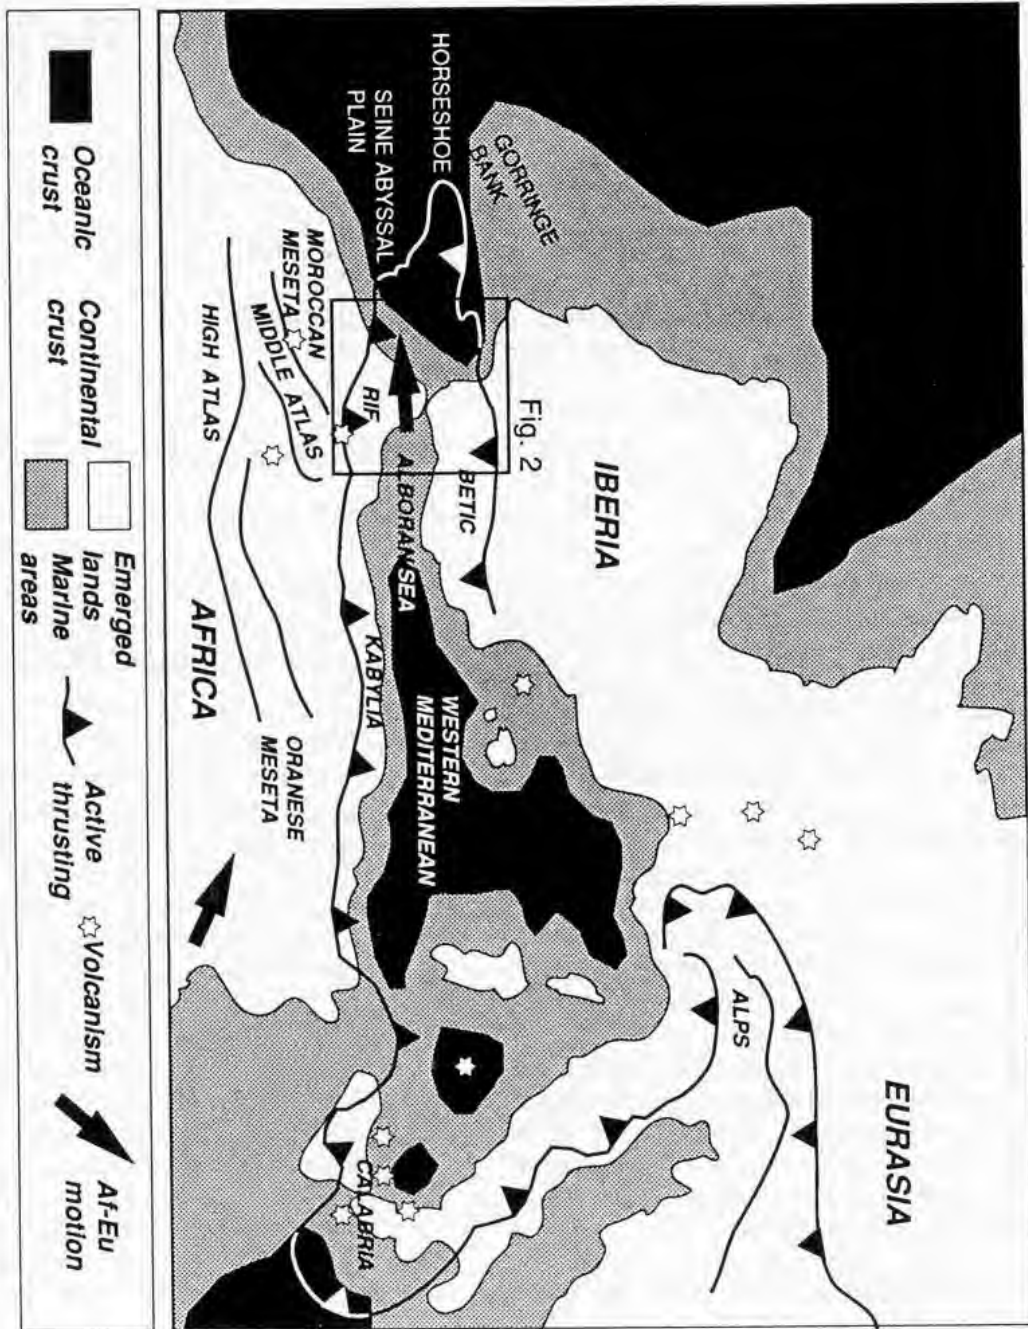 HORSESHOE
GORRINGE
BANK
SEINE ABYSSAL
PLAIN
MOROCCAN
MESETA
MIDDLE ATLAS
HIGH ATLAS
RIF
Fig. 2
BETIC
IBERIA
ALBORAN SEA
KABYLIA
AFRICA
ORANESE
MESETA
WESTERN
MEDITERRANEAN
ALPS
EURASIA
CALABRIA
Oceanic
crust
Continental
crust
Emerged
lands
Marine
areas
Active
thrusting
Volcanism
Af-Eu
motion